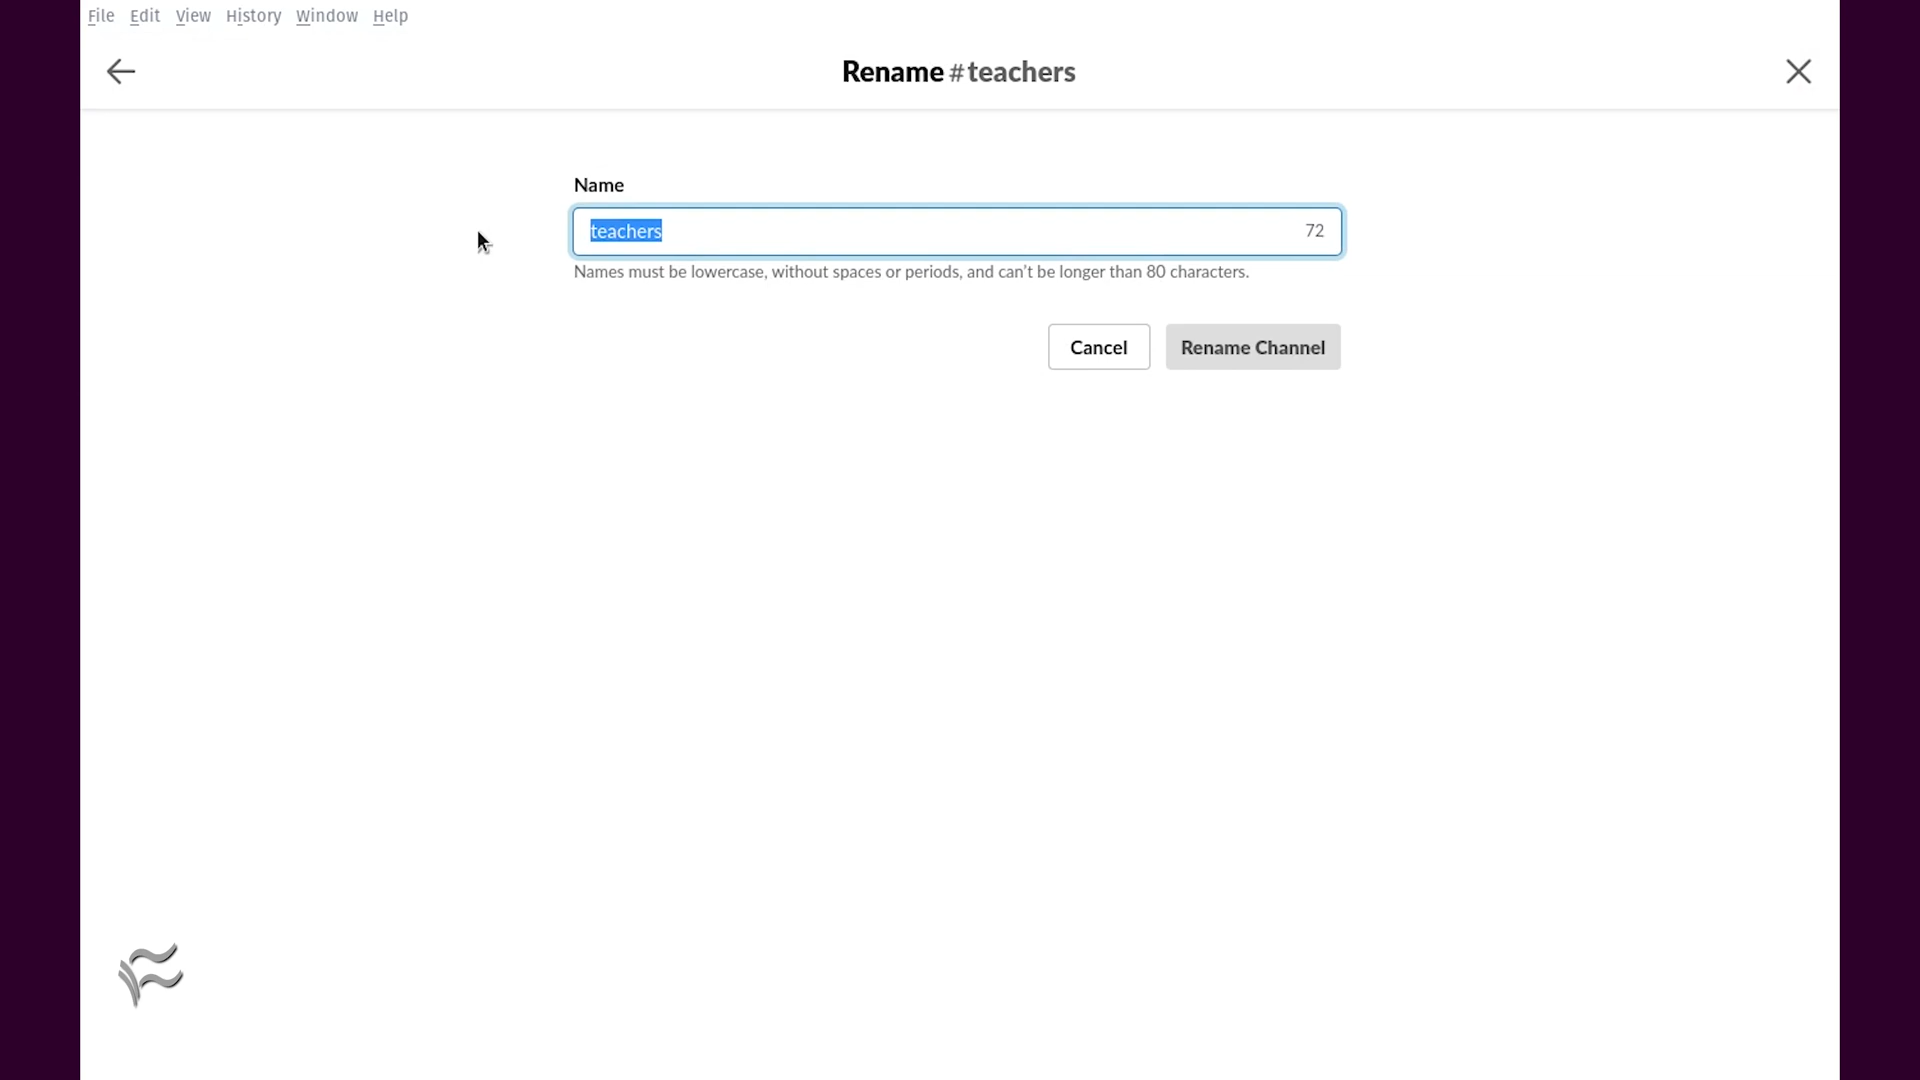 File Edit View History Window Help
Rename #teachers
Name
teachers 72
Names must be lowercase, without spaces or periods, and can’t be longer than 80 characters.
Cancel Rename Channel